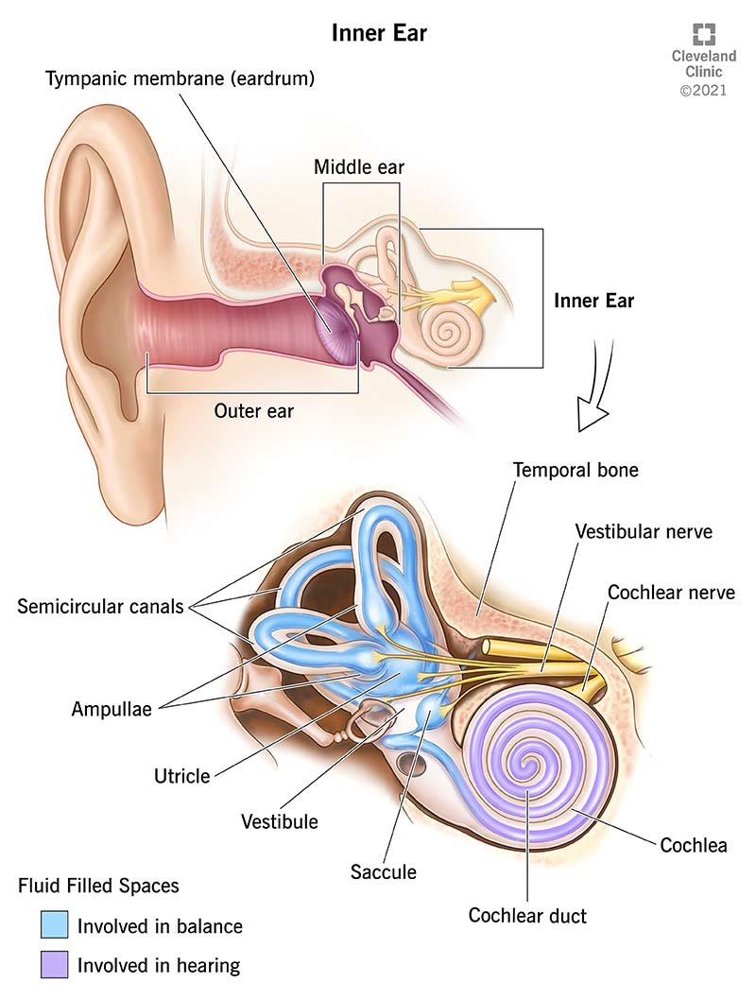 Inner Ear
Cleveland
Clinic
©2021
Tympanic membrane (eardrum)
Middle ear
Inner Ear
Outer ear
Temporal bone
Vestibular nerve
Cochlear nerve
Semicircular canals
Ampullae
Utricle
Vestibule
Cochlea
Saccule
Cochlear duct
Fluid Filled Spaces
Involved in balance
Involved in hearing